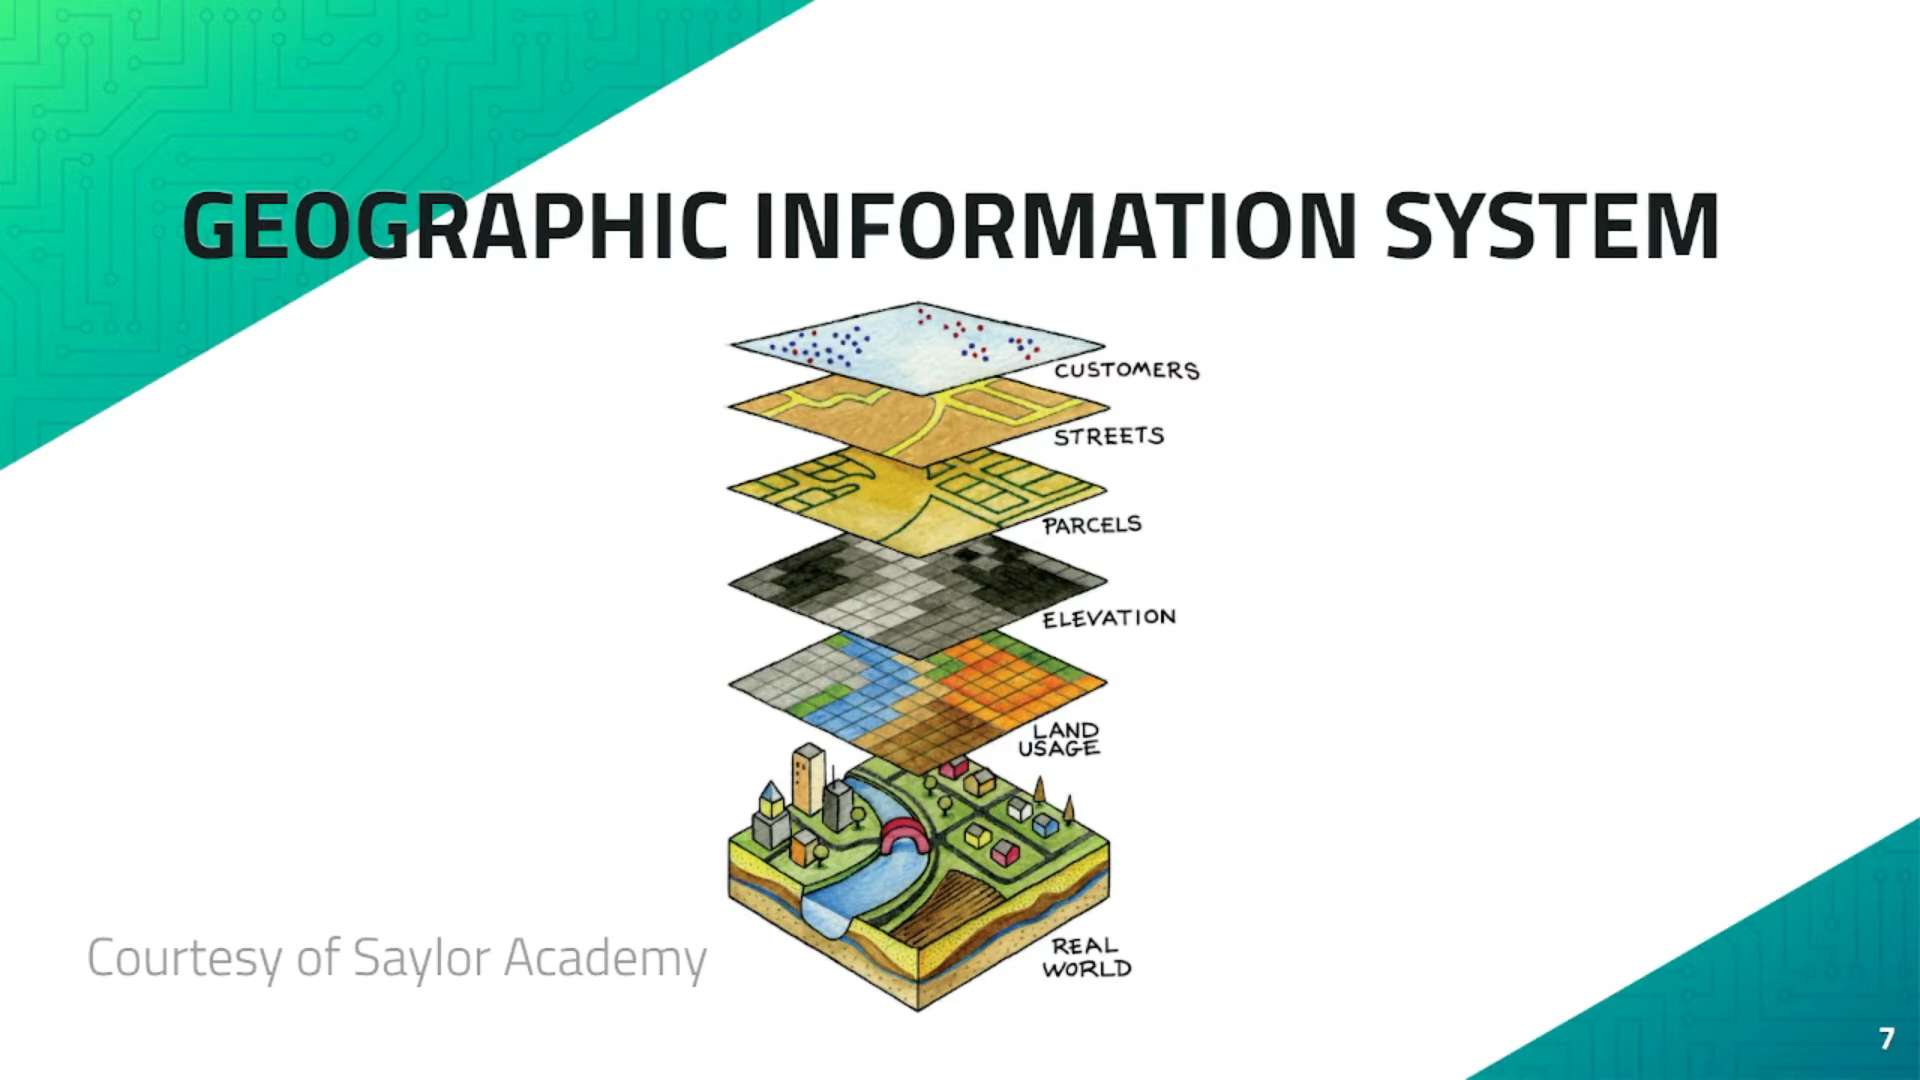 GEOGRAPHIC INFORMATION SYSTEM
CUSTOMERS
STREETS
PARCELS
ELEVATION
LAND
USAGE
REAL
WORLD
Courtesy of Saylor Academy
7